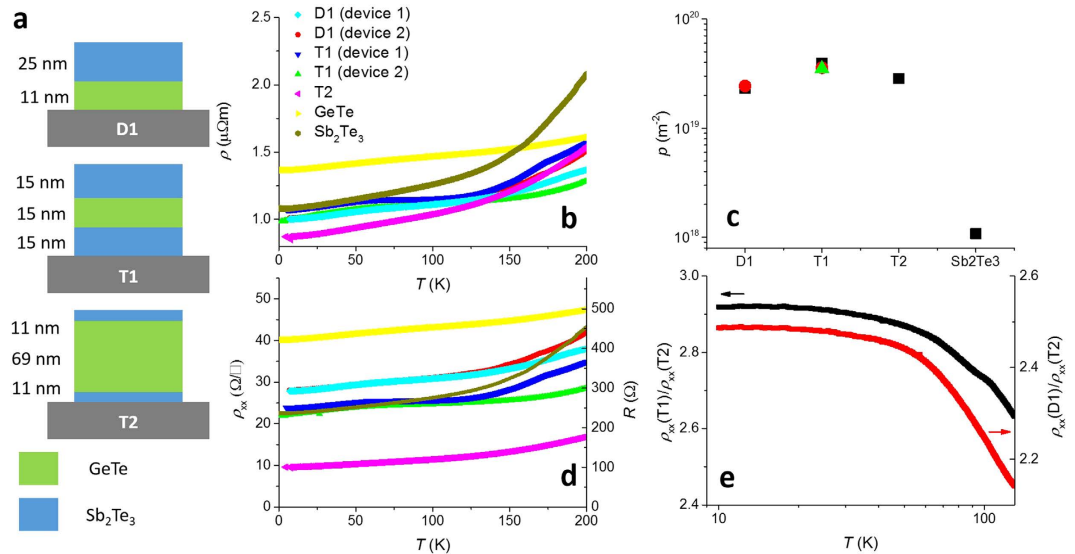 a
25 nm
11 nm
D1
15 nm
15 nm
15 nm
T1
11 nm
69 nm
11 nm
T2
GeTe
Sb2Te3
2.5
2.0
1.5
1.0
ρ (μΩm)
D1 (device 1)
D1 (device 2)
T1 (device 1)
T1 (device 2)
T2
GeTe
Sb2Te3
b
0 50 100 150 200
T (K)
50
40
30
20
10
0
ρxx (Ω/□)
500
400
300
200
100
0
R (Ω)
d
0 50 100 150 200
T (K)
10^20
10^19
10^18
p (m-2)
c
D1 T1 T2 Sb2Te3
3.0
2.9
2.8
2.7
2.6
2.5
2.4
ρxx(T1)/ρxx(T2)
2.6
2.4
2.2
ρxx(D1)/ρxx(T2)
e
10 100
T (K)